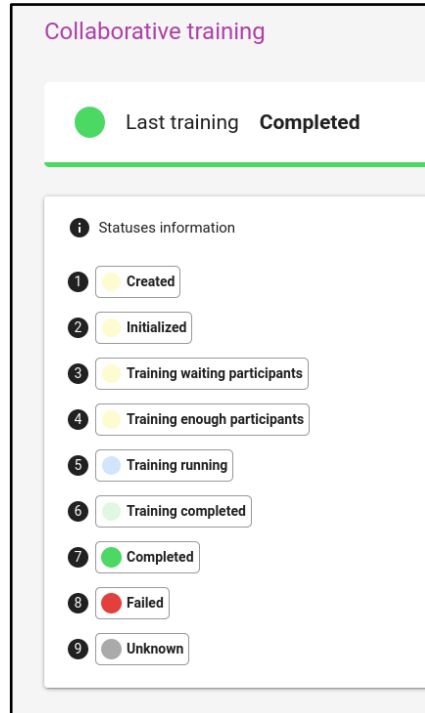 Collaborative training
Last training Completed
i Statuses information
1 Created
2 Initialized
3 Training waiting participants
4 Training enough participants
5 Training running
6 Training completed
7 Completed
8 Failed
9 Unknown